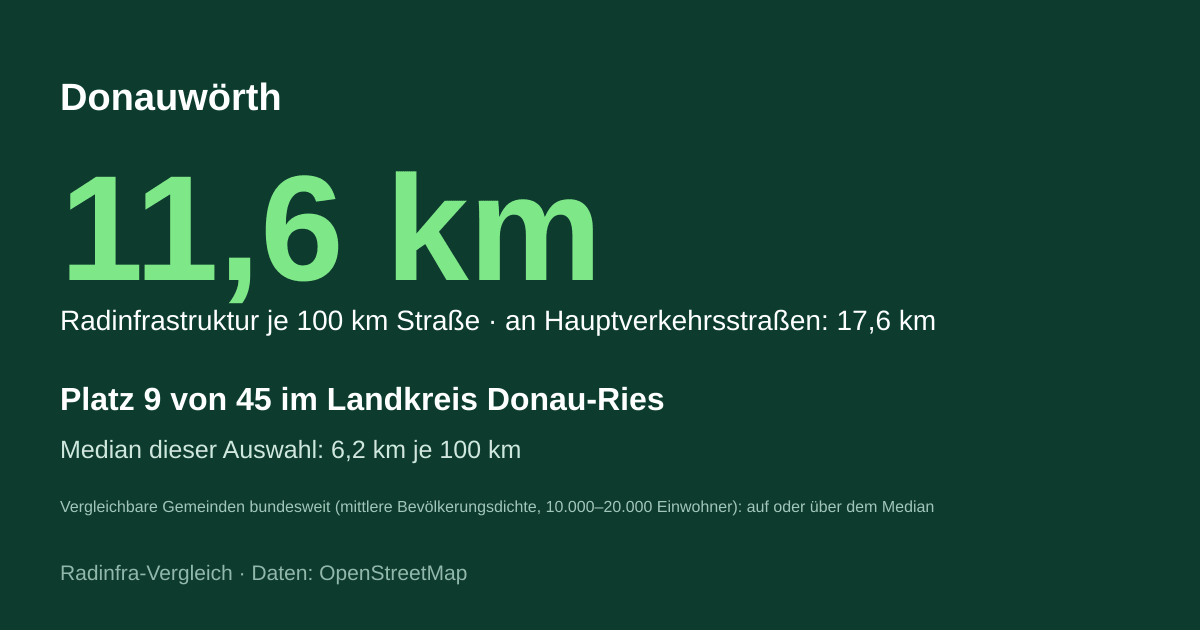 Donauwörth
11,6 km
Radinfrastruktur je 100 km Straße · an Hauptverkehrsstraßen: 17,6 km
Platz 9 von 45 im Landkreis Donau-Ries
Median dieser Auswahl: 6,2 km je 100 km
Vergleichbare Gemeinden bundesweit (mittlere Bevölkerungsdichte, 10.000–20.000 Einwohner): auf oder über dem Median
Radinfra-Vergleich · Daten: OpenStreetMap